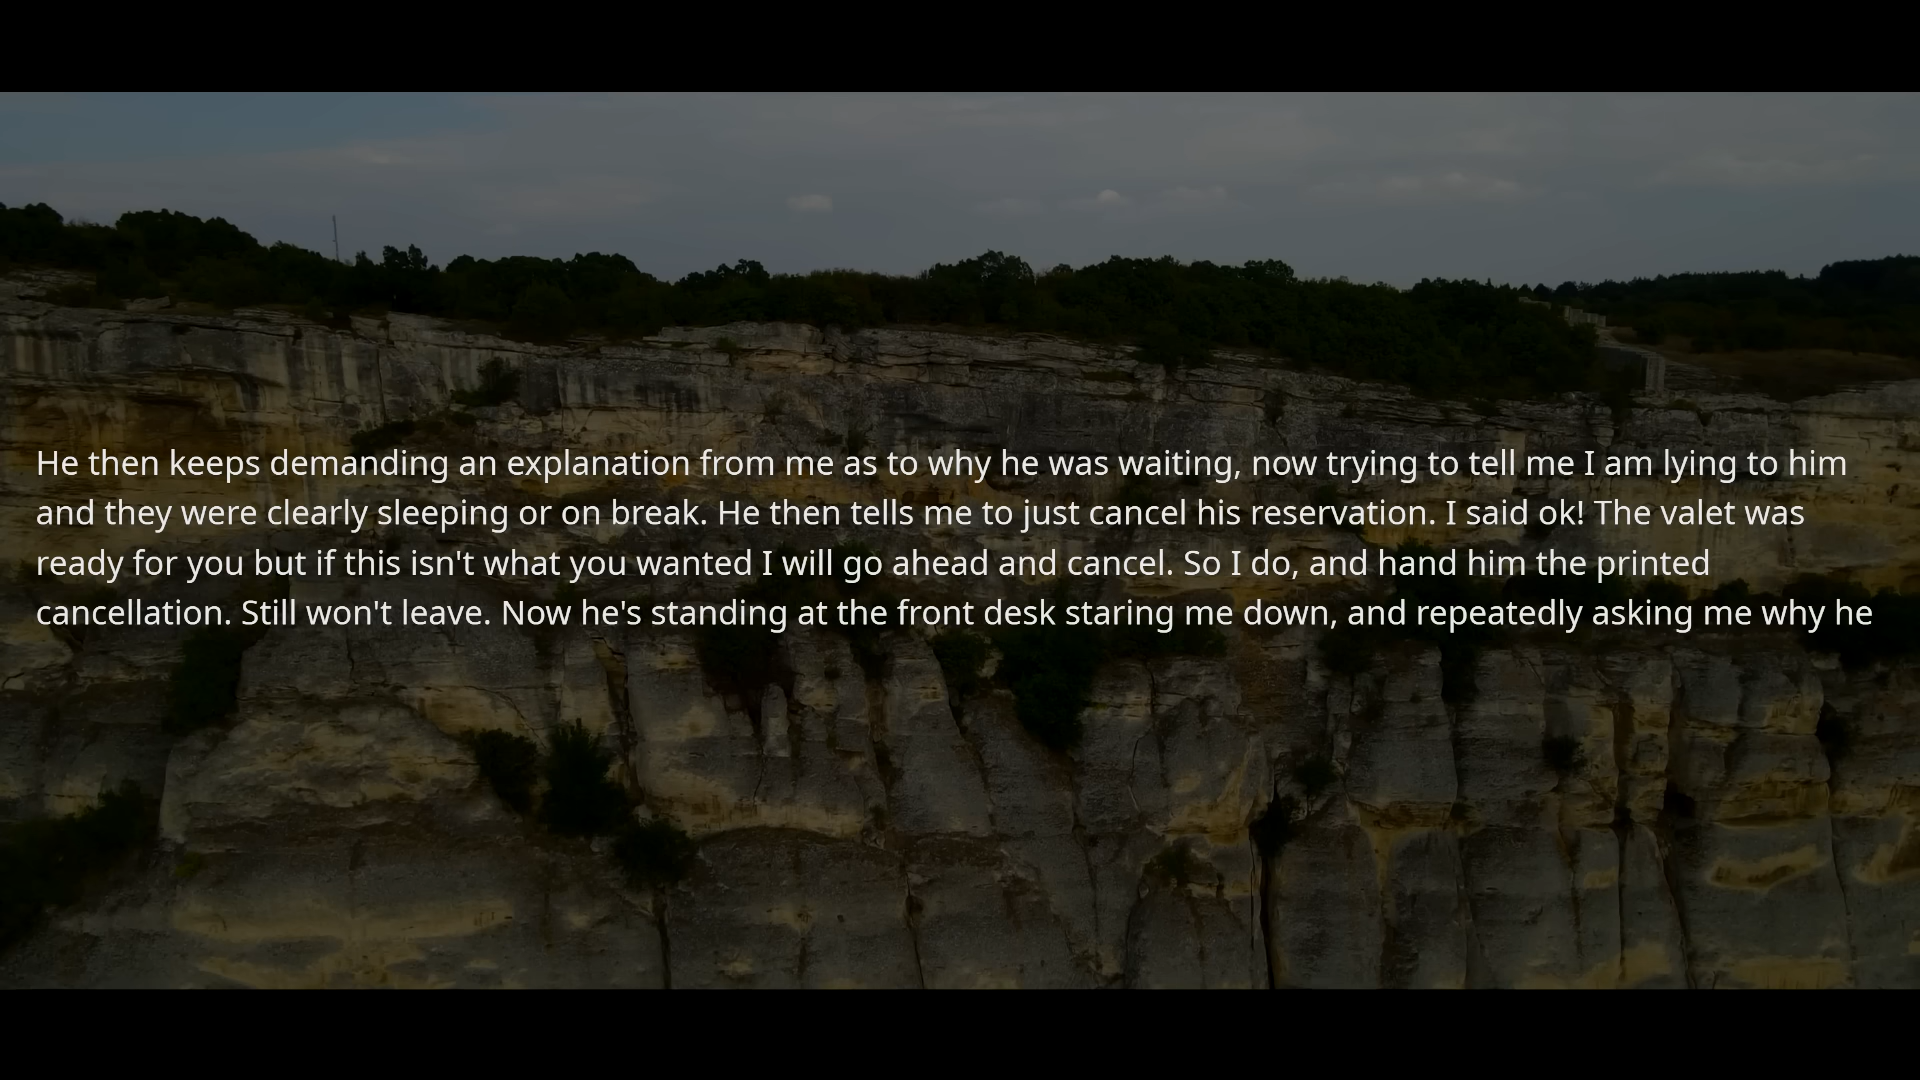 He then keeps demanding an explanation from me as to why he was waiting, now trying to tell me I am lying to him
and they were clearly sleeping or on break. He then tells me to just cancel his reservation. I said ok! The valet was
ready for you but if this isn't what you wanted I will go ahead and cancel. So I do, and hand him the printed
cancellation. Still won't leave. Now he's standing at the front desk staring me down, and repeatedly asking me why he